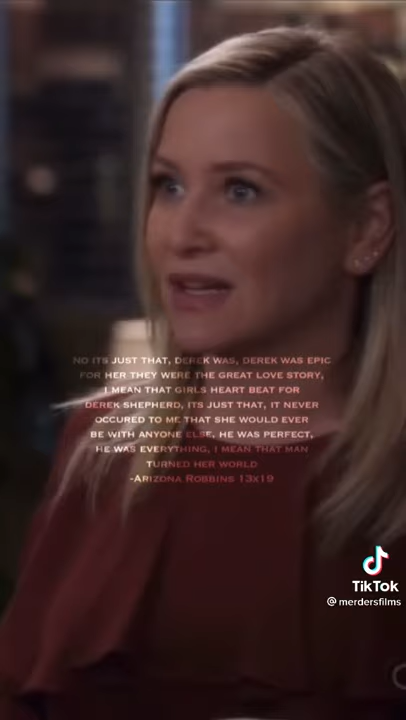 NO ITS JUST THAT, DEREK WAS, DEREK WAS EPIC
FOR HER THEY WERE THE GREAT LOVE STORY,
I MEAN THAT GIRLS HEART BEAT FOR
DEREK SHEPHERD, ITS JUST THAT, IT NEVER
OCCURED TO ME THAT SHE WOULD EVER
BE WITH ANYONE ELSE, HE WAS PERFECT,
HE WAS EVERYTHING, I MEAN THAT MAN
TURNED HER WORLD
-ARIZONA ROBBINS 13X19
TikTok
@merdersfilms